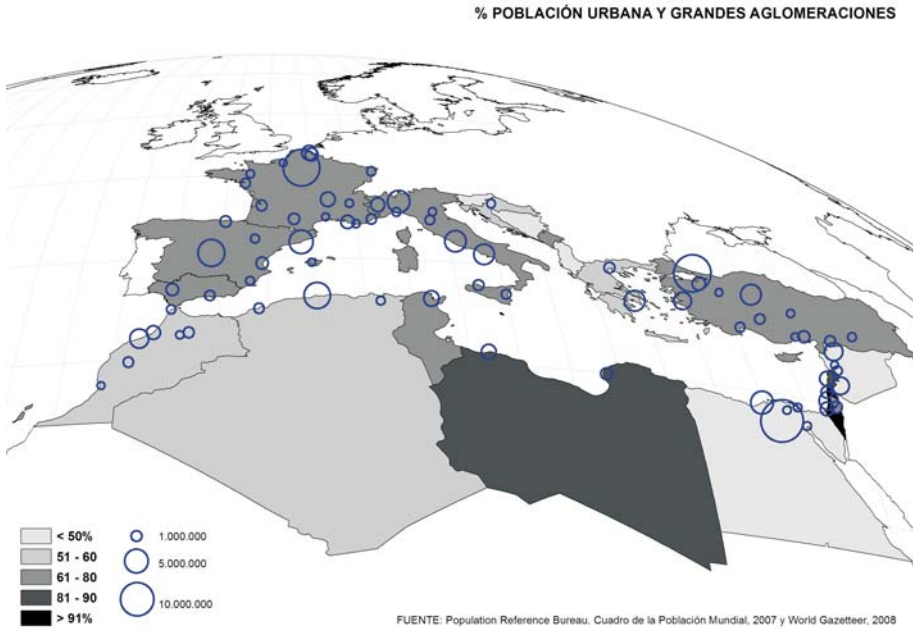 % POBLACIÓN URBANA Y GRANDES AGLOMERACIONES
< 50%
51 - 60
61 - 80
81 - 90
> 91%
1.000.000
5.000.000
10.000.000
FUENTE: Population Reference Bureau. Cuadro de la Población Mundial, 2007 y World Gazetteer, 2008